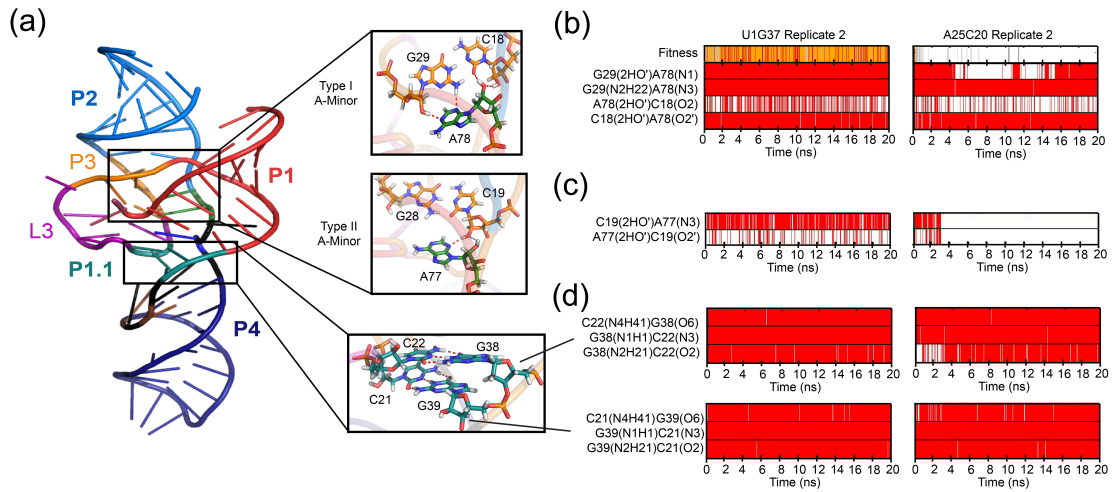 (a)
P2
P3
P1
L3
P1.1
P4
Type I
A-Minor
G29
C18
A78
Type II
A-Minor
G28
C19
A77
C22
G38
C21
G39
(b)
U1G37 Replicate 2
A25C20 Replicate 2
Fitness
G29(2HO')A78(N1)
G29(N2H22)A78(N3)
A78(2HO')C18(O2)
C18(2HO')A78(O2')
0 2 4 6 8 10 12 14 16 18 20
0 2 4 6 8 10 12 14 16 18 20
Time (ns)
Time (ns)
(c)
C19(2HO')A77(N3)
A77(2HO')C19(O2')
0 2 4 6 8 10 12 14 16 18 20
0 2 4 6 8 10 12 14 16 18 20
Time (ns)
Time (ns)
(d)
C22(N4H41)G38(O6)
G38(N1H1)C22(N3)
G38(N2H21)C22(O2)
0 2 4 6 8 10 12 14 16 18 20
0 2 4 6 8 10 12 14 16 18 20
Time (ns)
Time (ns)
C21(N4H41)G39(O6)
G39(N1H1)C21(N3)
G39(N2H21)C21(O2)
0 2 4 6 8 10 12 14 16 18 20
0 2 4 6 8 10 12 14 16 18 20
Time (ns)
Time (ns)